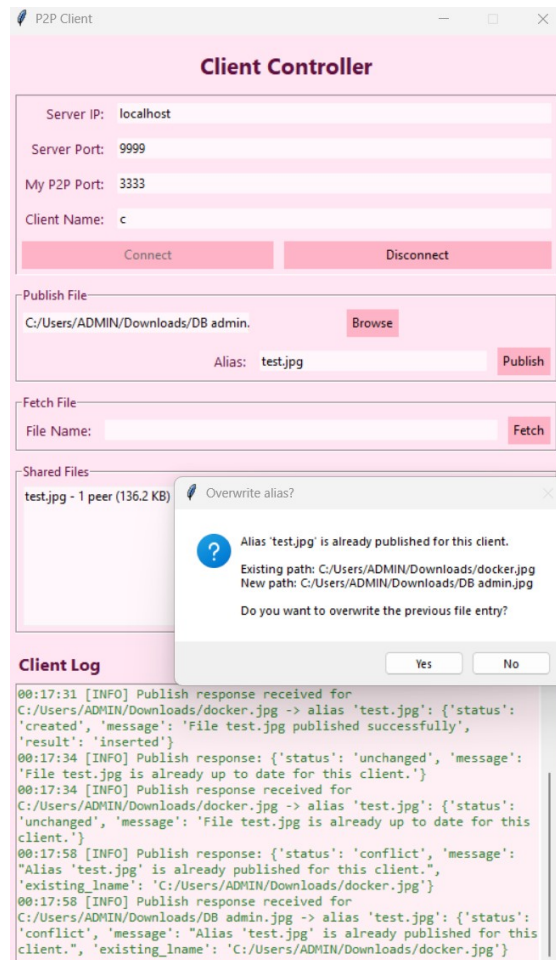 P2P Client
Client Controller
Server IP: localhost
Server Port: 9999
My P2P Port: 3333
Client Name: c
Connect Disconnect
Publish File
C:/Users/ADMIN/Downloads/DB admin. Browse
Alias: test.jpg Publish
Fetch File
File Name: Fetch
Shared Files
test.jpg - 1 peer (136.2 KB)
Overwrite alias?
Alias 'test.jpg' is already published for this client.
Existing path: C:/Users/ADMIN/Downloads/docker.jpg
New path: C:/Users/ADMIN/Downloads/DB admin.jpg
Do you want to overwrite the previous file entry?
Yes No
Client Log
00:17:31 [INFO] Publish response received for
C:/Users/ADMIN/Downloads/docker.jpg -> alias 'test.jpg': {'status':
'created', 'message': 'File test.jpg published successfully',
'result': 'inserted'}
00:17:34 [INFO] Publish response: {'status': 'unchanged', 'message':
'File test.jpg is already up to date for this client.'}
00:17:34 [INFO] Publish response received for
C:/Users/ADMIN/Downloads/docker.jpg -> alias 'test.jpg': {'status':
'unchanged', 'message': 'File test.jpg is already up to date for this
client.'}
00:17:58 [INFO] Publish response: {'status': 'conflict', 'message':
"Alias 'test.jpg' is already published for this client.",
'existing_lname': 'C:/Users/ADMIN/Downloads/docker.jpg'}
00:17:58 [INFO] Publish response received for
C:/Users/ADMIN/Downloads/DB admin.jpg -> alias 'test.jpg': {'status':
'conflict', 'message': "Alias 'test.jpg' is already published for this
client.", 'existing_lname': 'C:/Users/ADMIN/Downloads/docker.jpg'}